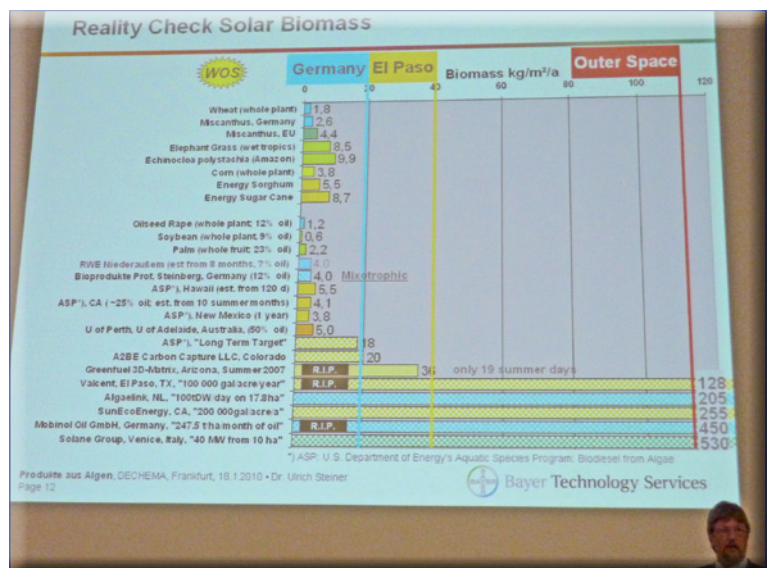 Reality Check Solar Biomass
WOS
Germany El Paso Biomass kg/m²/a Outer Space
0 20 40 60 80 100 120
Wheat (whole plant) 1,8
Miscanthus, Germany 2,6
Miscanthus, EU 4,4
Elephant Grass (wet tropics) 8,5
Echinocloa polystachia (Amazon) 9,9
Corn (whole plant) 3,8
Energy Sorghum 5,5
Energy Sugar Cane 8,7
Oilseed Rape (whole plant; 12% oil) 1,2
Soybean (whole plant, 9% oil) 0,6
Palm (whole fruit; 23% oil) 2,2
RWE Niederaußem (est from 8 months, 7% oil) 4,0
Bioprodukte Prof. Steinberg, Germany (12% oil) 4,0 Mixotrophic
ASP*), Hawaii (est. from 120 d) 5,5
ASP*), CA (~25% oil; est. from 10 summer months) 4,1
ASP*), New Mexico (1 year) 3,8
U of Perth, U of Adelaide, Australia, (50% oil) 5,0
ASP*), "Long Term Target" 18
A2BE Carbon Capture LLC, Colorado 20
Greenfuel 3D-Matrix, Arizona, Summer 2007 R.I.P. 36 only 19 summer days
Valcent, El Paso, TX, "100 000 gal acre/year" R.I.P. 128
Algaelink, NL, "100t DW day on 17.8ha" 205
SunEcoEnergy, CA, "200 000gal acre/a" 255
Mobinol Oil GmbH, Germany, "247.5 t ha month of oil" R.I.P. 450
Solane Group, Venice, Italy, "40 MW from 10 ha" 530
*) ASP: U.S. Department of Energy's Aquatic Species Program: Biodiesel from Algae
Produkte aus Algen, DECHEMA, Frankfurt, 18.1.2010 • Dr. Ulrich Steiner
Page 12
Bayer Technology Services